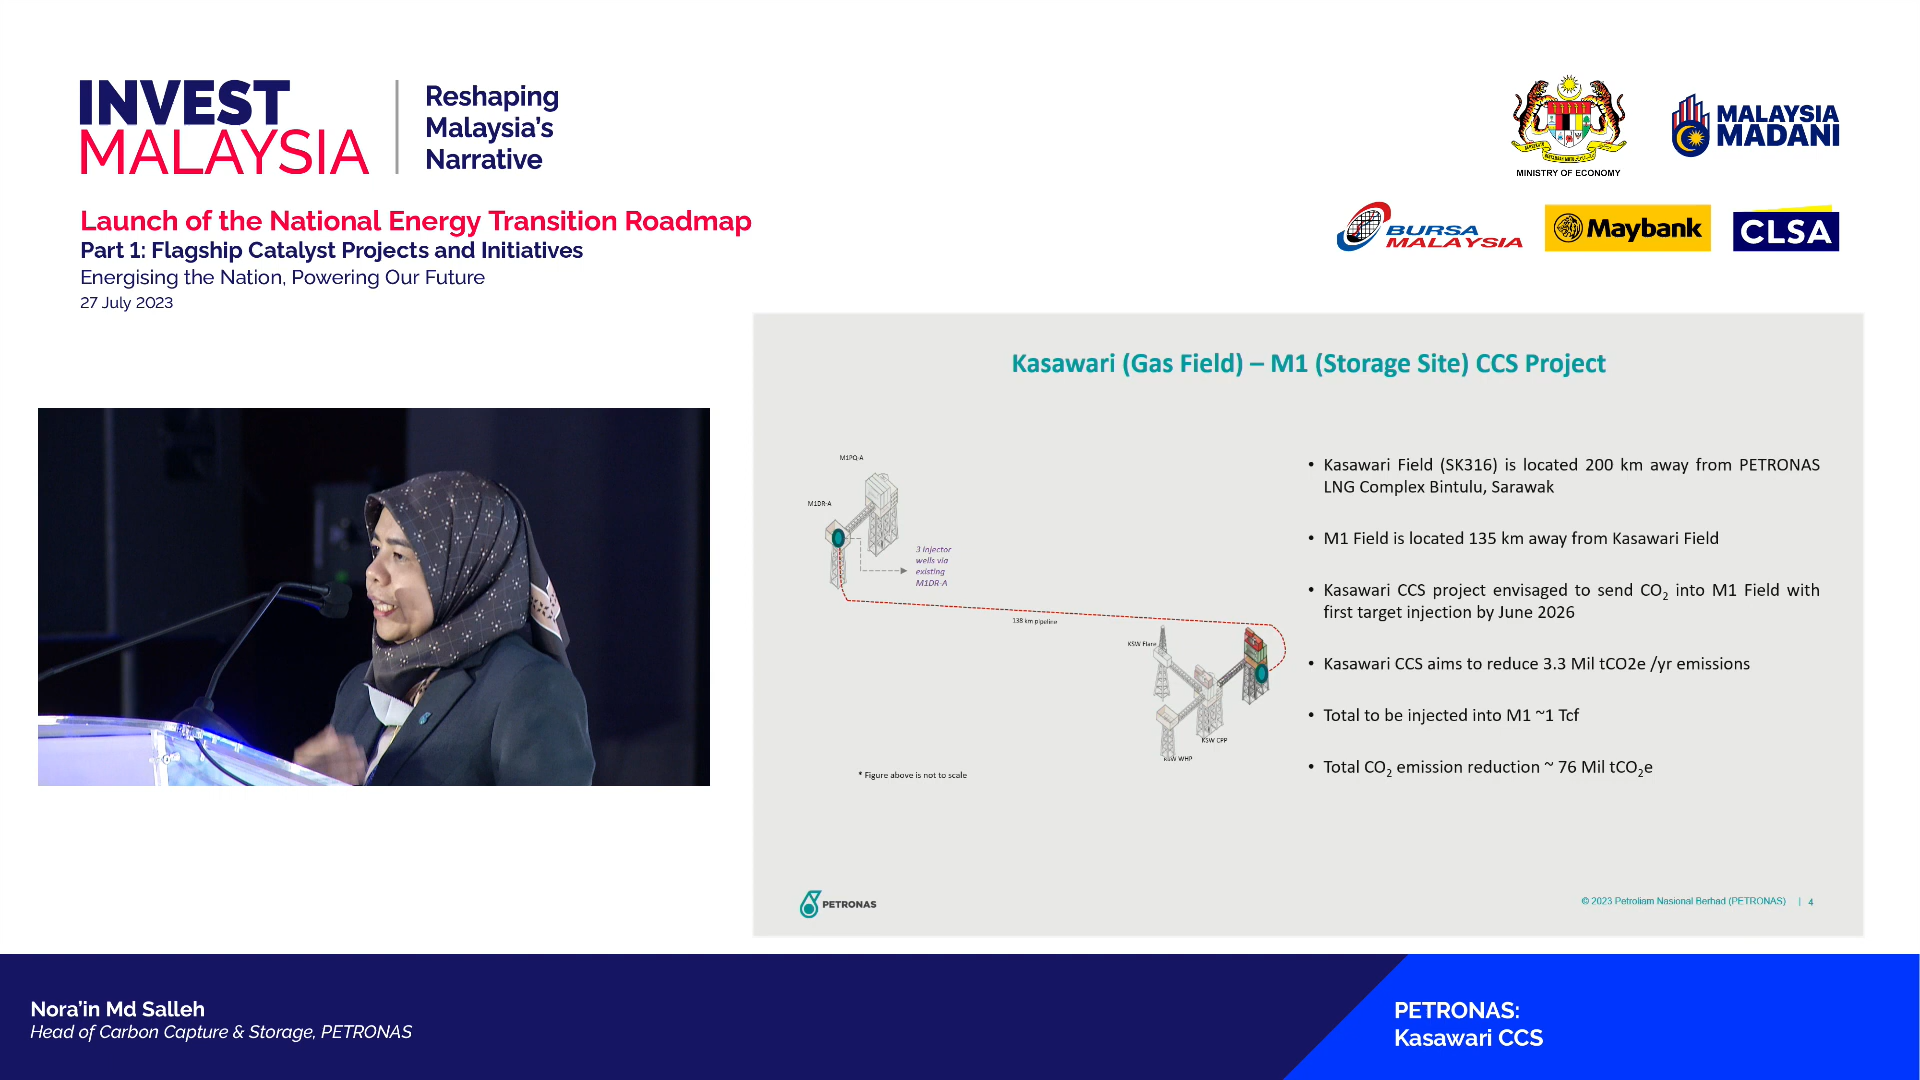 INVEST
MALAYSIA
Reshaping
Malaysia's
Narrative
Launch of the National Energy Transition Roadmap
Part 1: Flagship Catalyst Projects and Initiatives
Energising the Nation, Powering Our Future
27 July 2023
MINISTRY OF ECONOMY
MALAYSIA
MADANI
BURSA
MALAYSIA
Maybank
CLSA
Kasawari (Gas Field) – M1 (Storage Site) CCS Project
M1PQ-A
M1DR-A
3 injector
wells via
existing
M1DR-A
138 km pipeline
KSW Flare
KSW CPP
KSW WHP
* Figure above is not to scale
• Kasawari Field (SK316) is located 200 km away from PETRONAS
LNG Complex Bintulu, Sarawak
• M1 Field is located 135 km away from Kasawari Field
• Kasawari CCS project envisaged to send CO2 into M1 Field with
first target injection by June 2026
• Kasawari CCS aims to reduce 3.3 Mil tCO2e /yr emissions
• Total to be injected into M1 ~1 Tcf
• Total CO2 emission reduction ~ 76 Mil tCO2e
PETRONAS
© 2023 Petroliam Nasional Berhad (PETRONAS) | 4
Nora'in Md Salleh
Head of Carbon Capture & Storage, PETRONAS
PETRONAS:
Kasawari CCS